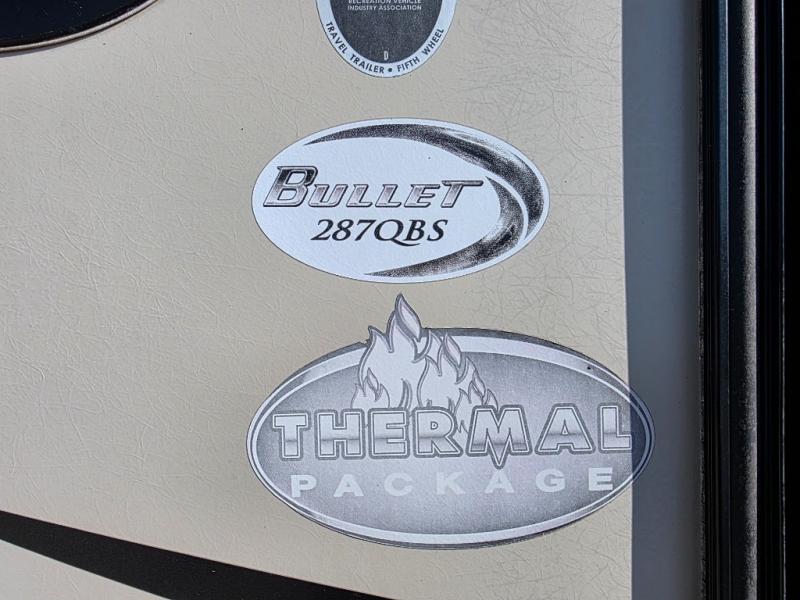 RECREATION VEHICLE
INDUSTRY ASSOCIATION
D
TRAVEL TRAILER • FIFTH WHEEL
BULLET
287QBS
THERMAL
PACKAGE